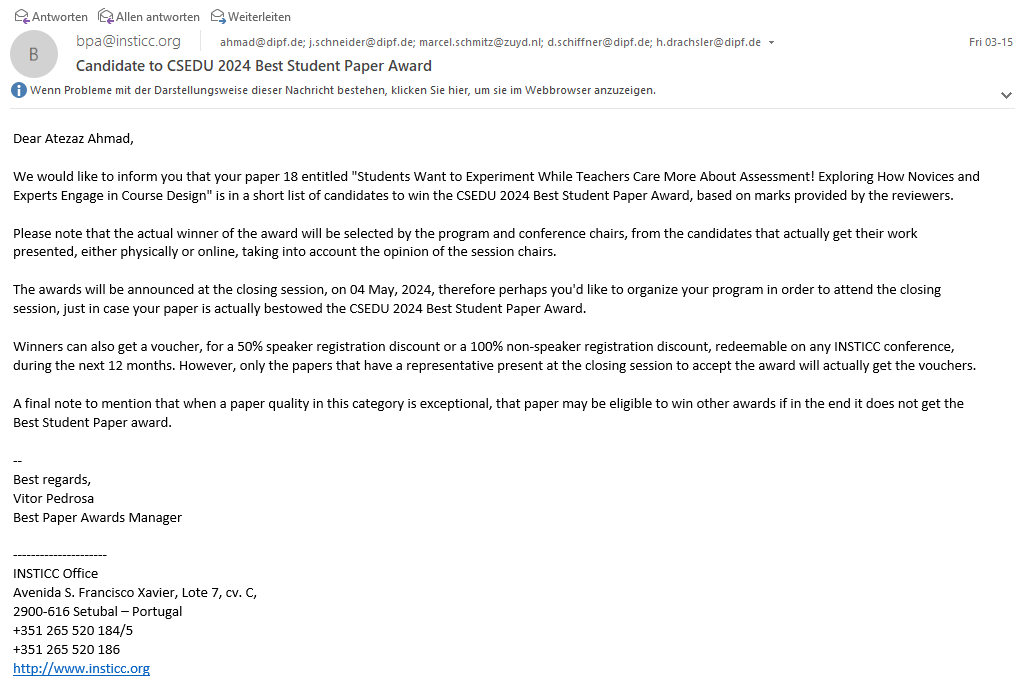 Antworten Allen antworten Weiterleiten
B
bpa@insticc.org ahmad@dipf.de; j.schneider@dipf.de; marcel.schmitz@zuyd.nl; d.schiffner@dipf.de; h.drachsler@dipf.de Fri 03-15
Candidate to CSEDU 2024 Best Student Paper Award
Wenn Probleme mit der Darstellungsweise dieser Nachricht bestehen, klicken Sie hier, um sie im Webbrowser anzuzeigen.
Dear Atezaz Ahmad,
We would like to inform you that your paper 18 entitled "Students Want to Experiment While Teachers Care More About Assessment! Exploring How Novices and
Experts Engage in Course Design" is in a short list of candidates to win the CSEDU 2024 Best Student Paper Award, based on marks provided by the reviewers.
Please note that the actual winner of the award will be selected by the program and conference chairs, from the candidates that actually get their work
presented, either physically or online, taking into account the opinion of the session chairs.
The awards will be announced at the closing session, on 04 May, 2024, therefore perhaps you'd like to organize your program in order to attend the closing
session, just in case your paper is actually bestowed the CSEDU 2024 Best Student Paper Award.
Winners can also get a voucher, for a 50% speaker registration discount or a 100% non-speaker registration discount, redeemable on any INSTICC conference,
during the next 12 months. However, only the papers that have a representative present at the closing session to accept the award will actually get the vouchers.
A final note to mention that when a paper quality in this category is exceptional, that paper may be eligible to win other awards if in the end it does not get the
Best Student Paper award.
--
Best regards,
Vitor Pedrosa
Best Paper Awards Manager
---------------------
INSTICC Office
Avenida S. Francisco Xavier, Lote 7, cv. C,
2900-616 Setubal – Portugal
+351 265 520 184/5
+351 265 520 186
http://www.insticc.org